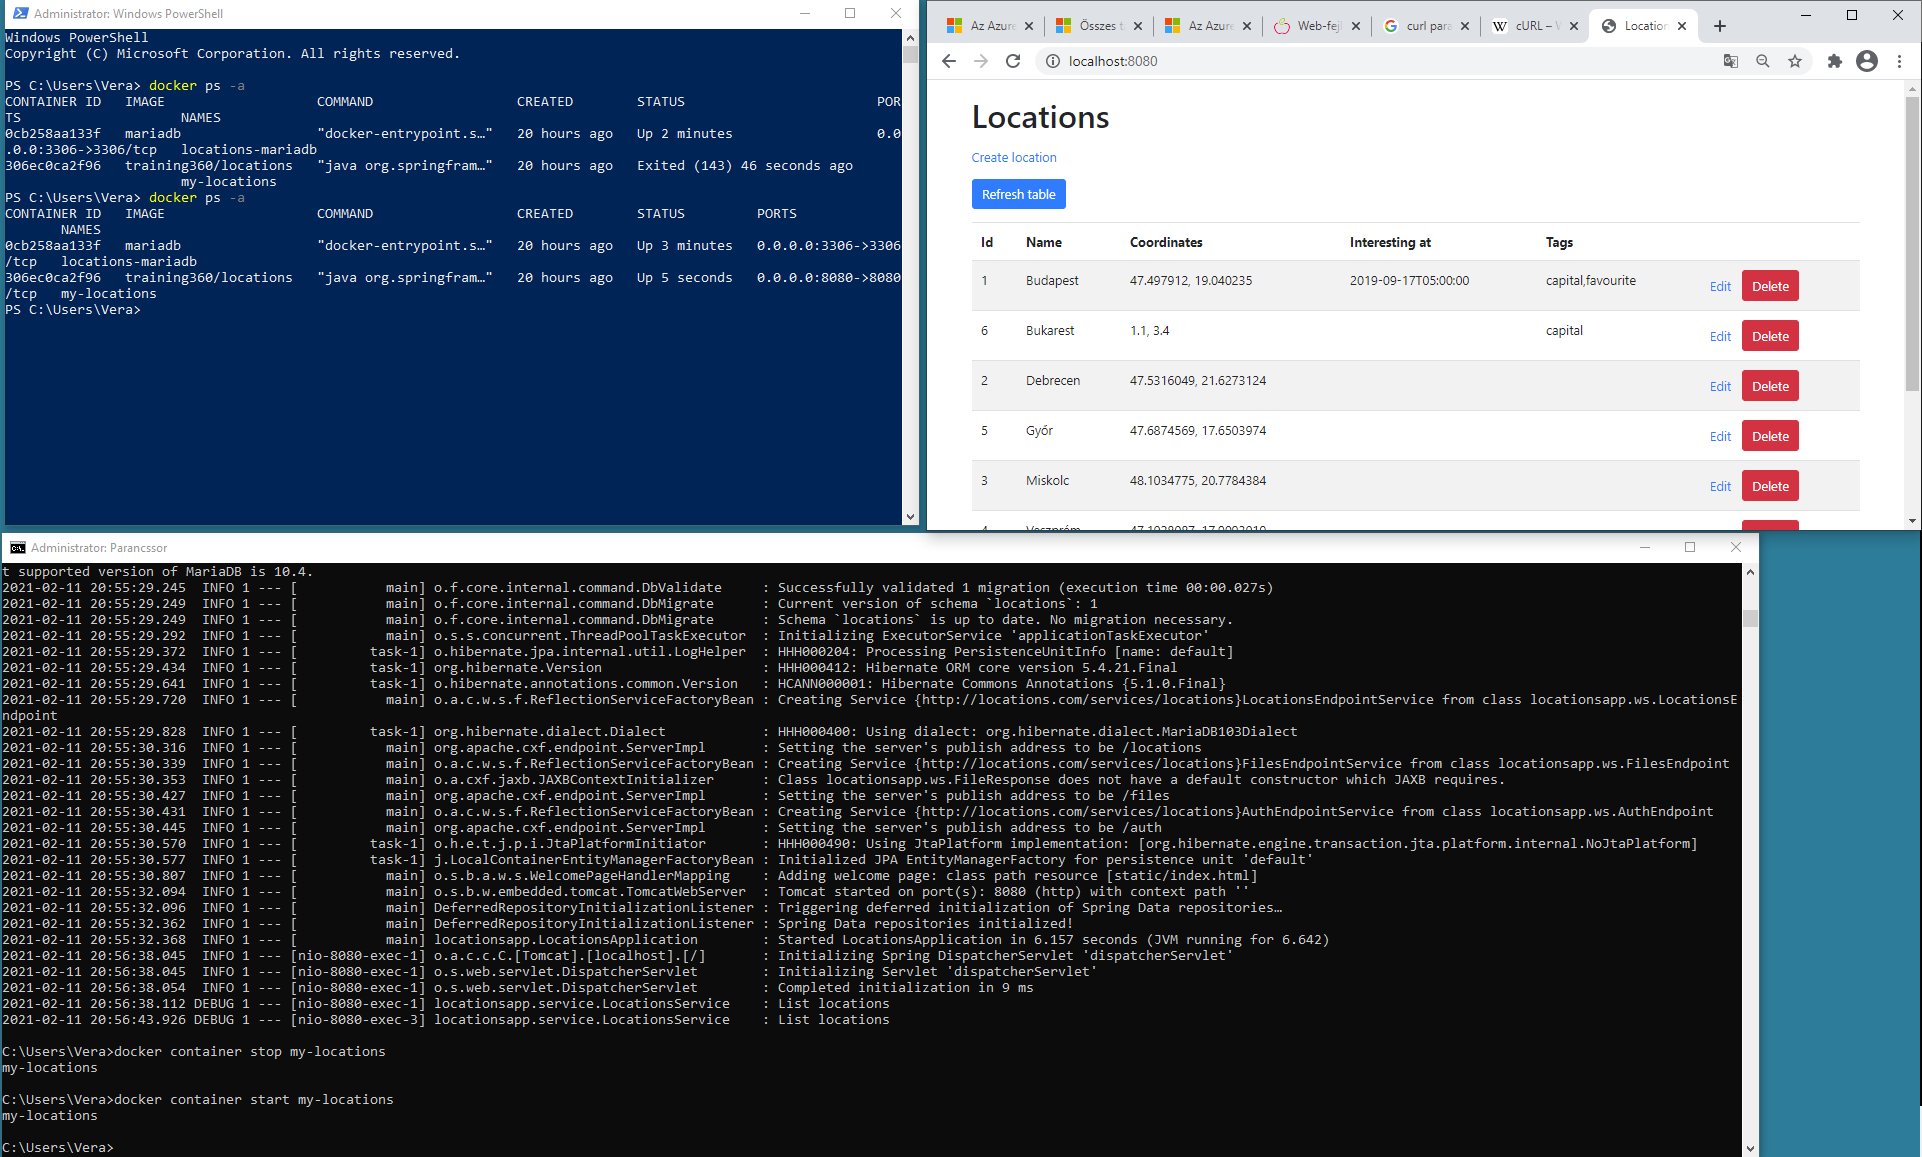 Administrator: Windows PowerShell
Windows PowerShell
Copyright (C) Microsoft Corporation. All rights reserved.
PS C:\Users\Vera> docker ps -a
CONTAINER ID   IMAGE                   COMMAND                  CREATED        STATUS                        POR
TS                    NAMES
0cb258aa133f   mariadb                 "docker-entrypoint.s…"   20 hours ago   Up 2 minutes                  0.0
.0.0:3306->3306/tcp   locations-mariadb
306ec0ca2f96   training360/locations   "java org.springfram…"   20 hours ago   Exited (143) 46 seconds ago
my-locations
PS C:\Users\Vera> docker ps -a
CONTAINER ID   IMAGE                   COMMAND                  CREATED        STATUS         PORTS
NAMES
0cb258aa133f   mariadb                 "docker-entrypoint.s…"   20 hours ago   Up 3 minutes   0.0.0.0:3306->3306
/tcp   locations-mariadb
306ec0ca2f96   training360/locations   "java org.springfram…"   20 hours ago   Up 5 seconds   0.0.0.0:8080->8080
/tcp   my-locations
PS C:\Users\Vera>
Az Azure Összes t Az Azure Web-fejl curl para cURL – W Location
localhost:8080
Locations
Create location
Refresh table
Id Name Coordinates Interesting at Tags
1 Budapest 47.497912, 19.040235 2019-09-17T05:00:00 capital,favourite Edit Delete
6 Bukarest 1.1, 3.4 capital Edit Delete
2 Debrecen 47.5316049, 21.6273124 Edit Delete
5 Győr 47.6874569, 17.6503974 Edit Delete
3 Miskolc 48.1034775, 20.7784384 Edit Delete
4 Veszprém
Administrator: Parancssor
t supported version of MariaDB is 10.4.
2021-02-11 20:55:29.245  INFO 1 --- [           main] o.f.core.internal.command.DbValidate     : Successfully validated 1 migration (execution time 00:00.027s)
2021-02-11 20:55:29.249  INFO 1 --- [           main] o.f.core.internal.command.DbMigrate      : Current version of schema `locations`: 1
2021-02-11 20:55:29.249  INFO 1 --- [           main] o.f.core.internal.command.DbMigrate      : Schema `locations` is up to date. No migration necessary.
2021-02-11 20:55:29.292  INFO 1 --- [           main] o.s.s.concurrent.ThreadPoolTaskExecutor  : Initializing ExecutorService 'applicationTaskExecutor'
2021-02-11 20:55:29.372  INFO 1 --- [         task-1] o.hibernate.jpa.internal.util.LogHelper  : HHH000204: Processing PersistenceUnitInfo [name: default]
2021-02-11 20:55:29.434  INFO 1 --- [         task-1] org.hibernate.Version                    : HHH000412: Hibernate ORM core version 5.4.21.Final
2021-02-11 20:55:29.641  INFO 1 --- [         task-1] o.hibernate.annotations.common.Version   : HCANN000001: Hibernate Commons Annotations {5.1.0.Final}
2021-02-11 20:55:29.720  INFO 1 --- [           main] o.a.c.w.s.f.ReflectionServiceFactoryBean : Creating Service {http://locations.com/services/locations}LocationsEndpointService from class locationsapp.ws.LocationsE
ndpoint
2021-02-11 20:55:29.828  INFO 1 --- [         task-1] org.hibernate.dialect.Dialect            : HHH000400: Using dialect: org.hibernate.dialect.MariaDB103Dialect
2021-02-11 20:55:30.316  INFO 1 --- [           main] org.apache.cxf.endpoint.ServerImpl       : Setting the server's publish address to be /locations
2021-02-11 20:55:30.339  INFO 1 --- [           main] o.a.c.w.s.f.ReflectionServiceFactoryBean : Creating Service {http://locations.com/services/locations}FilesEndpointService from class locationsapp.ws.FilesEndpoint
2021-02-11 20:55:30.353  INFO 1 --- [           main] o.a.cxf.jaxb.JAXBContextInitializer      : Class locationsapp.ws.FileResponse does not have a default constructor which JAXB requires.
2021-02-11 20:55:30.427  INFO 1 --- [           main] org.apache.cxf.endpoint.ServerImpl       : Setting the server's publish address to be /files
2021-02-11 20:55:30.431  INFO 1 --- [           main] o.a.c.w.s.f.ReflectionServiceFactoryBean : Creating Service {http://locations.com/services/locations}AuthEndpointService from class locationsapp.ws.AuthEndpoint
2021-02-11 20:55:30.445  INFO 1 --- [           main] org.apache.cxf.endpoint.ServerImpl       : Setting the server's publish address to be /auth
2021-02-11 20:55:30.570  INFO 1 --- [         task-1] o.h.e.t.j.p.i.JtaPlatformInitiator       : HHH000490: Using JtaPlatform implementation: [org.hibernate.engine.transaction.jta.platform.internal.NoJtaPlatform]
2021-02-11 20:55:30.577  INFO 1 --- [         task-1] j.LocalContainerEntityManagerFactoryBean : Initialized JPA EntityManagerFactory for persistence unit 'default'
2021-02-11 20:55:30.807  INFO 1 --- [           main] o.s.b.a.w.s.WelcomePageHandlerMapping    : Adding welcome page: class path resource [static/index.html]
2021-02-11 20:55:32.094  INFO 1 --- [           main] o.s.b.w.embedded.tomcat.TomcatWebServer  : Tomcat started on port(s): 8080 (http) with context path ''
2021-02-11 20:55:32.096  INFO 1 --- [           main] DeferredRepositoryInitializationListener : Triggering deferred initialization of Spring Data repositories…
2021-02-11 20:55:32.362  INFO 1 --- [           main] DeferredRepositoryInitializationListener : Spring Data repositories initialized!
2021-02-11 20:55:32.368  INFO 1 --- [           main] locationsapp.LocationsApplication        : Started LocationsApplication in 6.157 seconds (JVM running for 6.642)
2021-02-11 20:56:38.045  INFO 1 --- [nio-8080-exec-1] o.a.c.c.C.[Tomcat].[localhost].[/]       : Initializing Spring DispatcherServlet 'dispatcherServlet'
2021-02-11 20:56:38.045  INFO 1 --- [nio-8080-exec-1] o.s.web.servlet.DispatcherServlet        : Initializing Servlet 'dispatcherServlet'
2021-02-11 20:56:38.054  INFO 1 --- [nio-8080-exec-1] o.s.web.servlet.DispatcherServlet        : Completed initialization in 9 ms
2021-02-11 20:56:38.112 DEBUG 1 --- [nio-8080-exec-1] locationsapp.service.LocationsService    : List locations
2021-02-11 20:56:43.926 DEBUG 1 --- [nio-8080-exec-3] locationsapp.service.LocationsService    : List locations
C:\Users\Vera>docker container stop my-locations
my-locations
C:\Users\Vera>docker container start my-locations
my-locations
C:\Users\Vera>